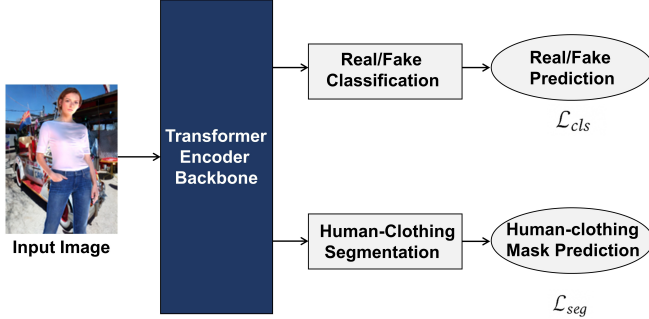 Input Image
Transformer
Encoder
Backbone
Real/Fake
Classification
Real/Fake
Prediction
ℒcls
Human-Clothing
Segmentation
Human-clothing
Mask Prediction
ℒseg